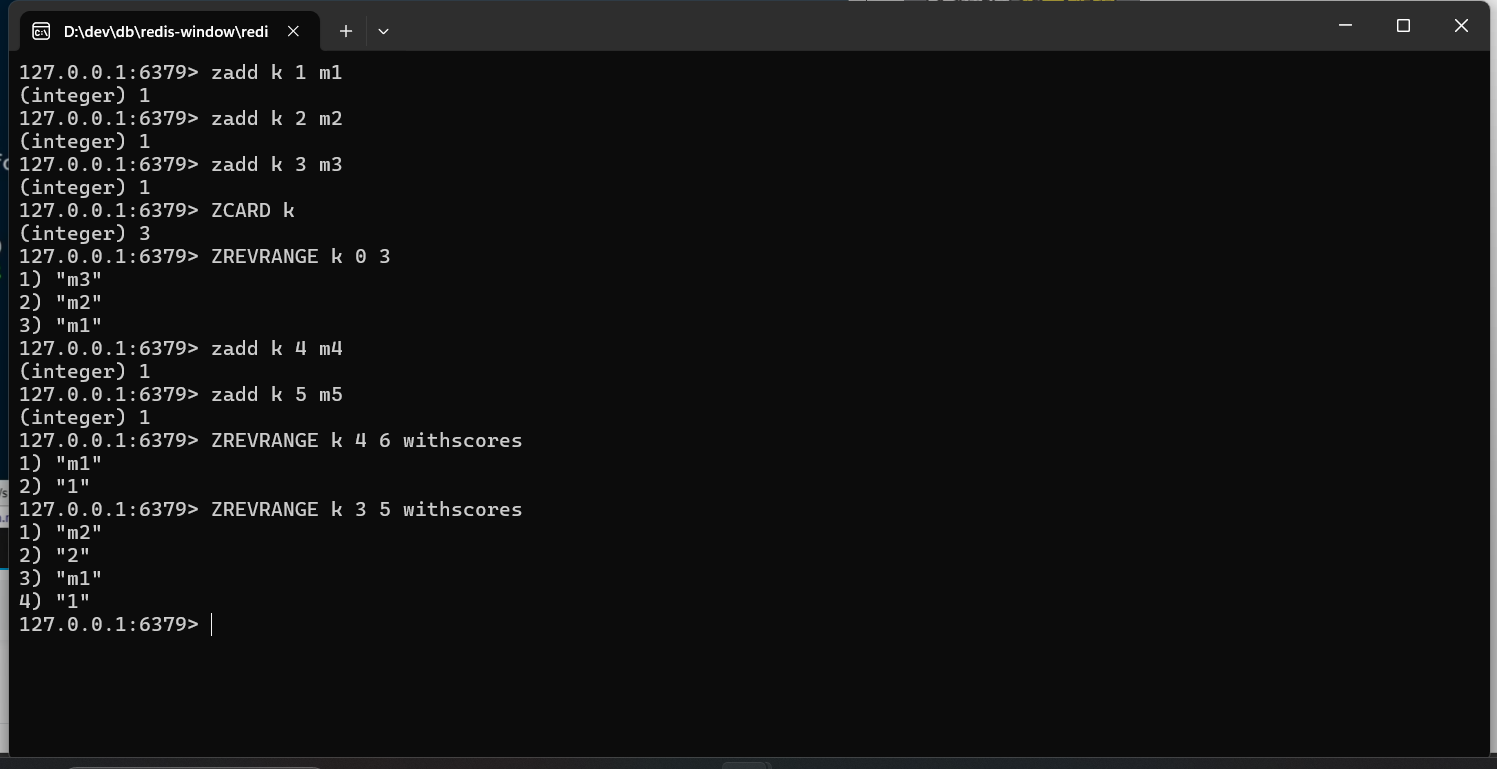 D:\dev\db\redis-window\redi
127.0.0.1:6379> zadd k 1 m1
(integer) 1
127.0.0.1:6379> zadd k 2 m2
(integer) 1
127.0.0.1:6379> zadd k 3 m3
(integer) 1
127.0.0.1:6379> ZCARD k
(integer) 3
127.0.0.1:6379> ZREVRANGE k 0 3
1) "m3"
2) "m2"
3) "m1"
127.0.0.1:6379> zadd k 4 m4
(integer) 1
127.0.0.1:6379> zadd k 5 m5
(integer) 1
127.0.0.1:6379> ZREVRANGE k 4 6 withscores
1) "m1"
2) "1"
127.0.0.1:6379> ZREVRANGE k 3 5 withscores
1) "m2"
2) "2"
3) "m1"
4) "1"
127.0.0.1:6379>